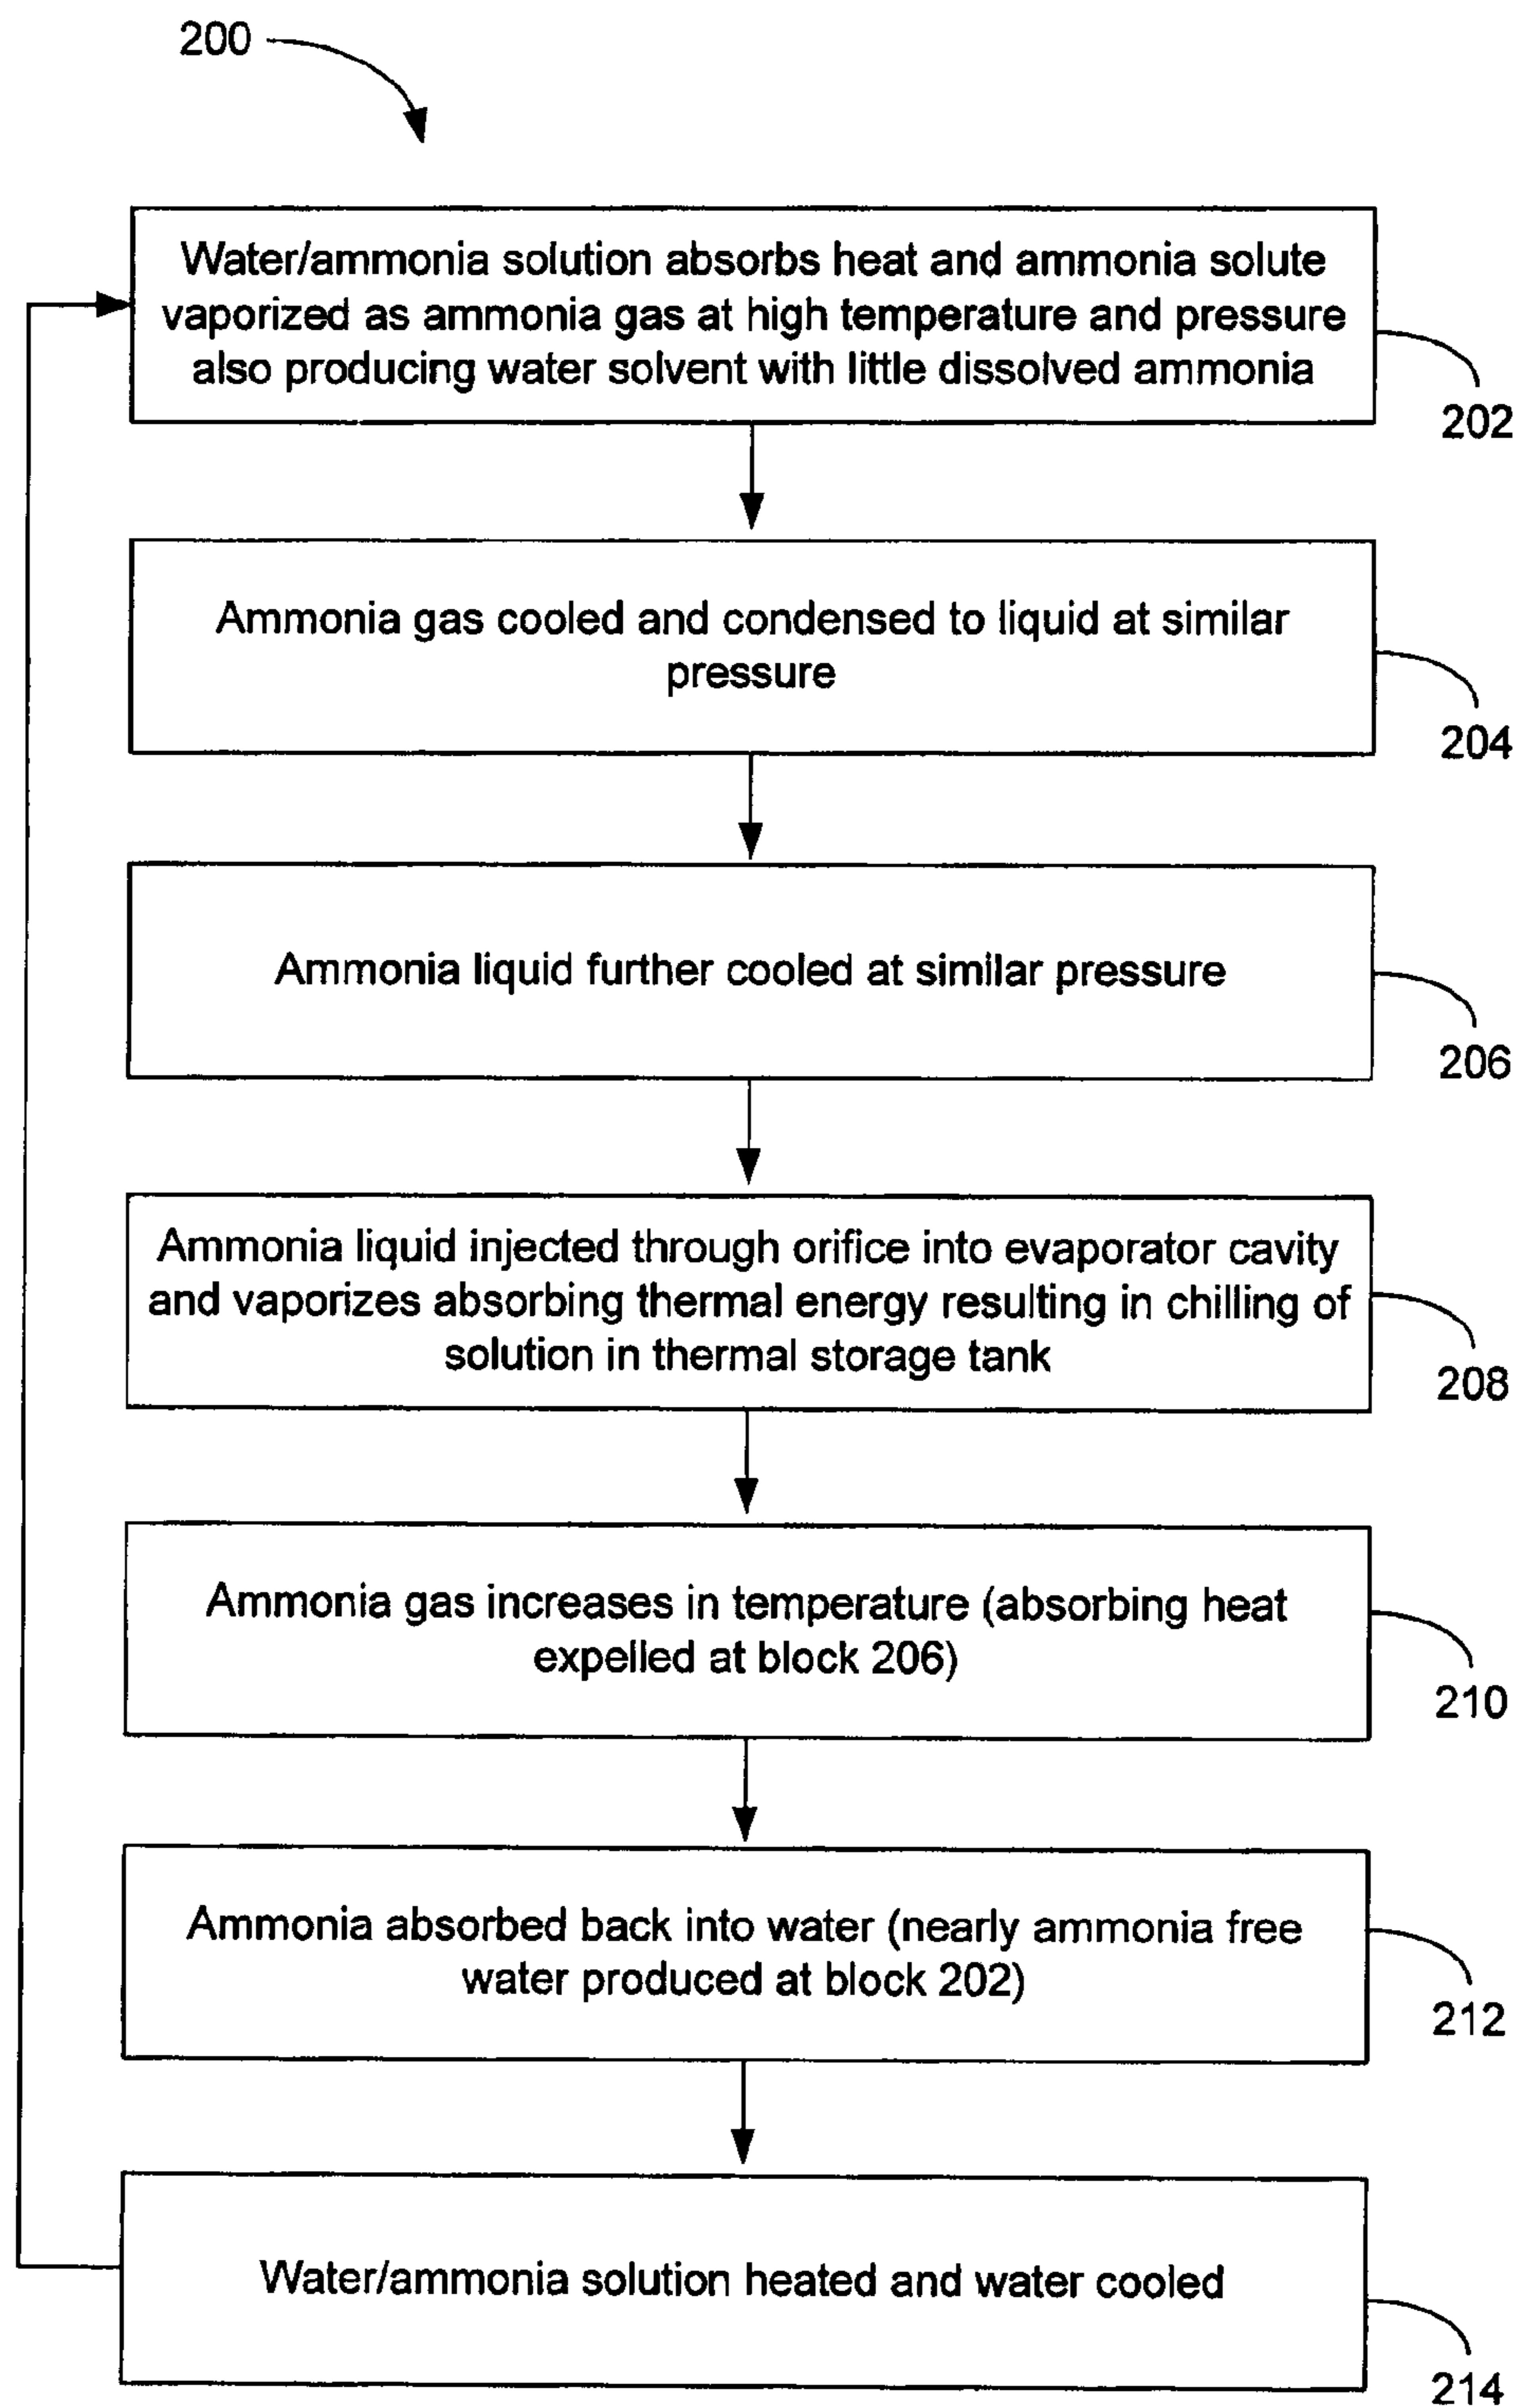 200
Water/ammonia solution absorbs heat and ammonia solute
vaporized as ammonia gas at high temperature and pressure
also producing water solvent with little dissolved ammonia
202
Ammonia gas cooled and condensed to liquid at similar
pressure
204
Ammonia liquid further cooled at similar pressure
206
Ammonia liquid injected through orifice into evaporator cavity
and vaporizes absorbing thermal energy resulting in chilling of
solution in thermal storage tank
208
Ammonia gas increases in temperature (absorbing heat
expelled at block 206)
210
Ammonia absorbed back into water (nearly ammonia free
water produced at block 202)
212
Water/ammonia solution heated and water cooled
214